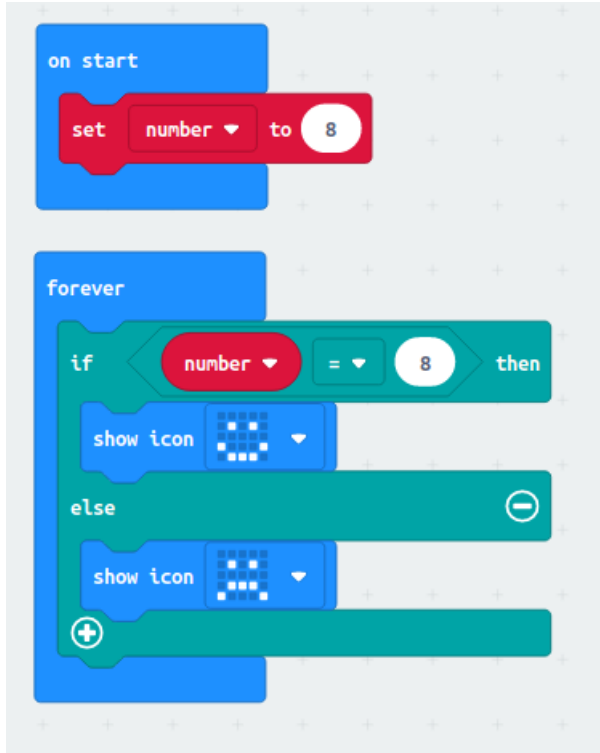 on start
set number to 8
forever
if number = 8 then
show icon
else
show icon